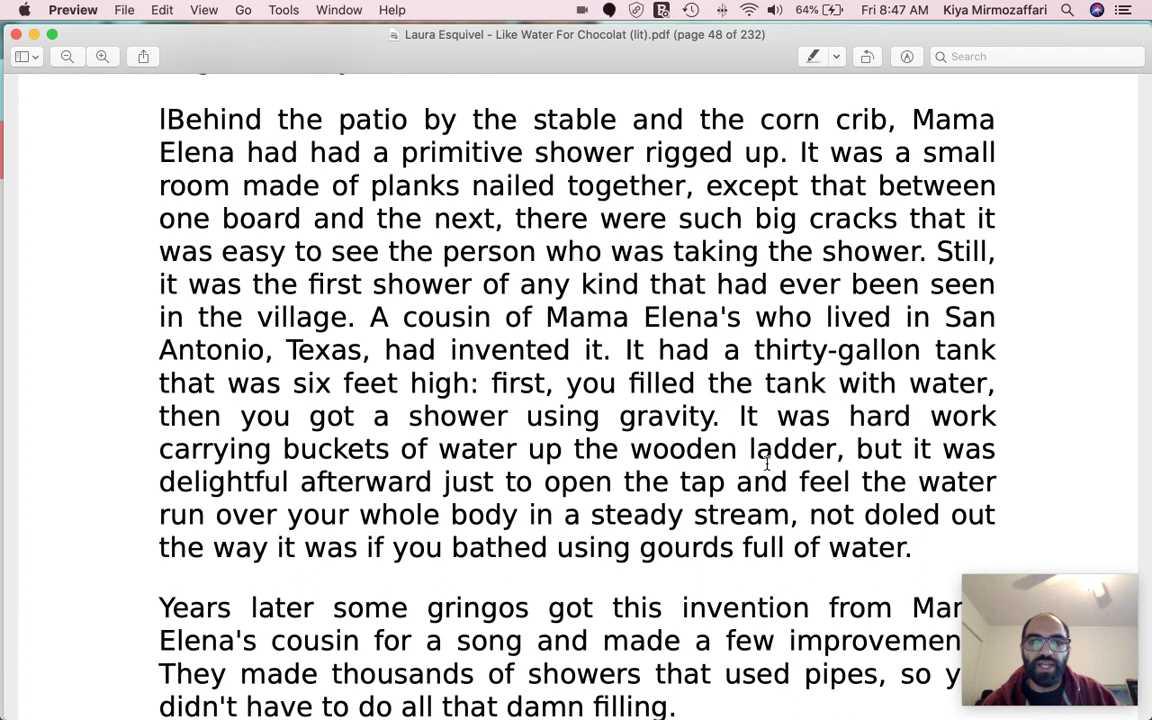 Preview File Edit View Go Tools Window Help 64% Fri 8:47 AM Kiya Mirmozaffari
Laura Esquivel - Like Water For Chocolat (lit).pdf (page 48 of 232)
Search
lBehind the patio by the stable and the corn crib, Mama
Elena had had a primitive shower rigged up. It was a small
room made of planks nailed together, except that between
one board and the next, there were such big cracks that it
was easy to see the person who was taking the shower. Still,
it was the first shower of any kind that had ever been seen
in the village. A cousin of Mama Elena's who lived in San
Antonio, Texas, had invented it. It had a thirty-gallon tank
that was six feet high: first, you filled the tank with water,
then you got a shower using gravity. It was hard work
carrying buckets of water up the wooden ladder, but it was
delightful afterward just to open the tap and feel the water
run over your whole body in a steady stream, not doled out
the way it was if you bathed using gourds full of water.
Years later some gringos got this invention from
Elena's cousin for a song and made a few
They made thousands of showers that used pipes, so
didn't have to do all that damn filling.